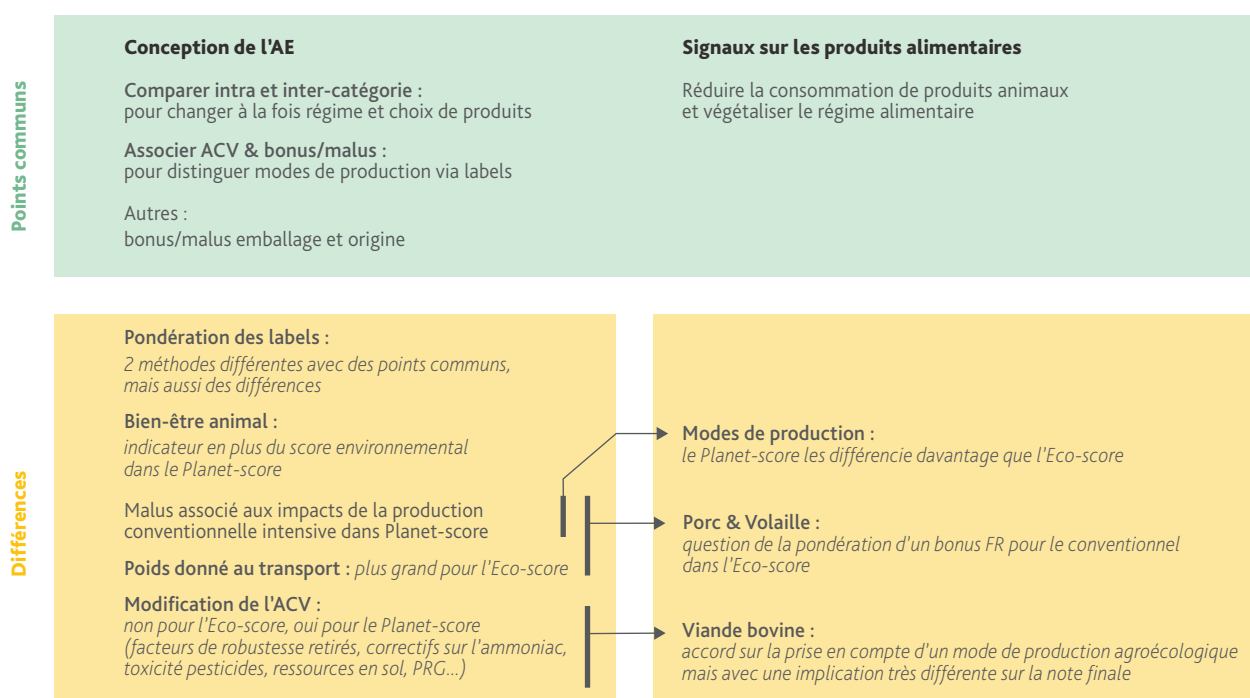 Points communs
Conception de l'AE
Comparer intra et inter-catégorie :
pour changer à la fois régime et choix de produits
Associer ACV & bonus/malus :
pour distinguer modes de production via labels
Autres :
bonus/malus emballage et origine
Signaux sur les produits alimentaires
Réduire la consommation de produits animaux
et végétaliser le régime alimentaire
Différences
Pondération des labels :
2 méthodes différentes avec des points communs,
mais aussi des différences
Bien-être animal :
indicateur en plus du score environnemental
dans le Planet-score
Malus associé aux impacts de la production
conventionnelle intensive dans Planet-score
Poids donné au transport : plus grand pour l'Eco-score
Modification de l'ACV :
non pour l'Eco-score, oui pour le Planet-score
(facteurs de robustesse retirés, correctifs sur l'ammoniac,
toxicité pesticides, ressources en sol, PRG...)
Modes de production :
le Planet-score les différencie davantage que l'Eco-score
Porc & Volaille :
question de la pondération d'un bonus FR pour le conventionnel
dans l'Eco-score
Viande bovine :
accord sur la prise en compte d'un mode de production agroécologique
mais avec une implication très différente sur la note finale